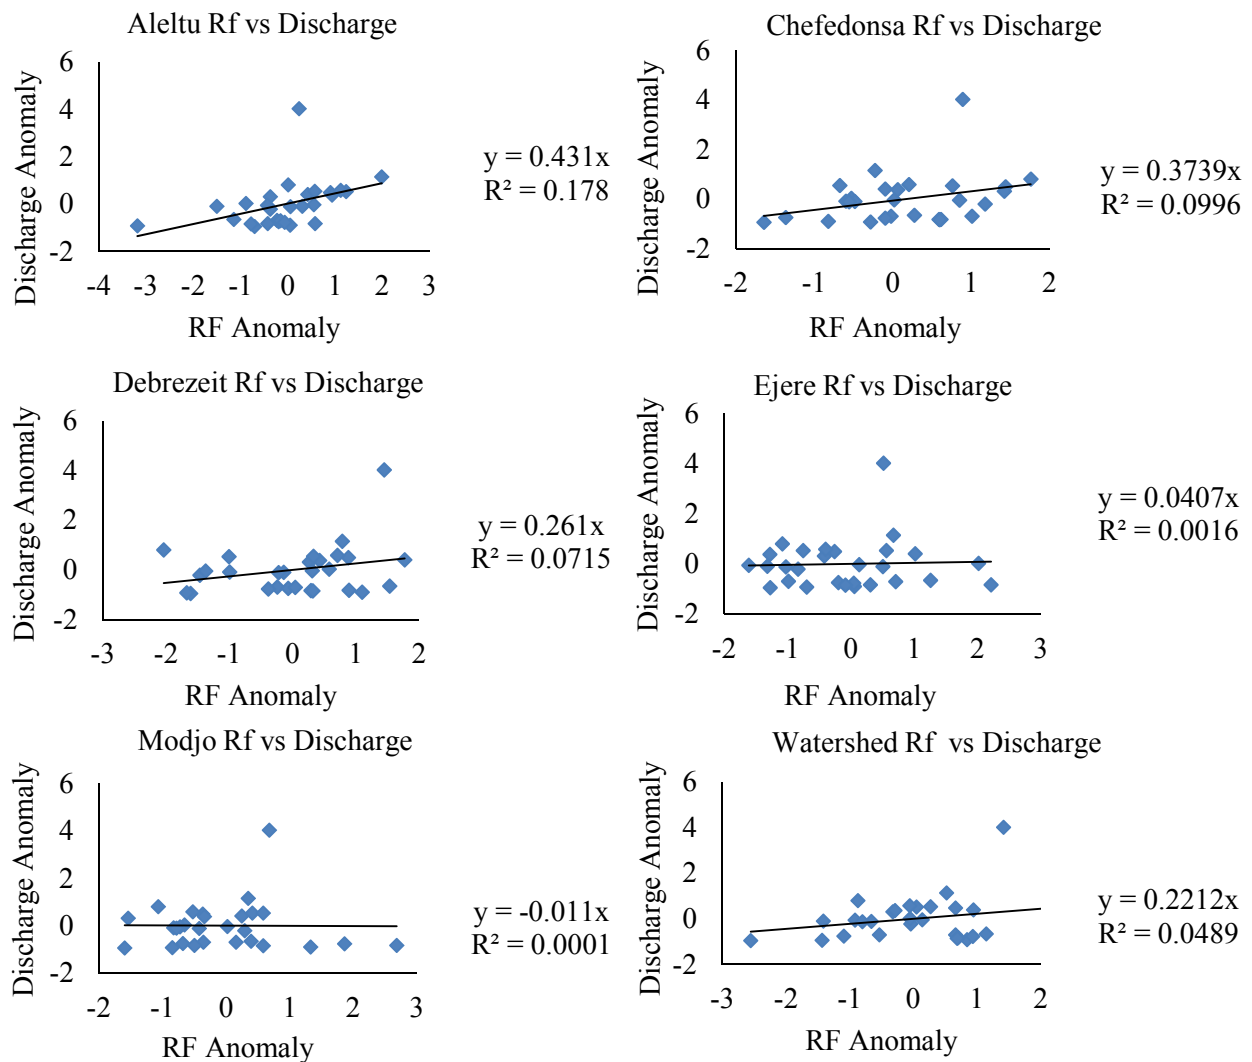 Aleltu Rf vs Discharge
6
4
2
0
-2
-4 -3 -2 -1 0 1 2 3
Discharge Anomaly
RF Anomaly
y = 0.431x
R² = 0.178
Chefedonsa Rf vs Discharge
6
4
2
0
-2
-2 -1 0 1 2
Discharge Anomaly
RF Anomaly
y = 0.3739x
R² = 0.0996
Debrezeit Rf vs Discharge
6
4
2
0
-2
-3 -2 -1 0 1 2
Discharge Anomaly
RF Anomaly
y = 0.261x
R² = 0.0715
Ejere Rf vs Discharge
6
4
2
0
-2
-2 -1 0 1 2 3
Discharge Anomaly
RF Anomaly
y = 0.0407x
R² = 0.0016
Modjo Rf vs Discharge
6
4
2
0
-2
-2 -1 0 1 2 3
Discharge Anomaly
RF Anomaly
y = -0.011x
R² = 0.0001
Watershed Rf vs Discharge
6
4
2
0
-2
-3 -2 -1 0 1 2
Discharge Anomaly
RF Anomaly
y = 0.2212x
R² = 0.0489